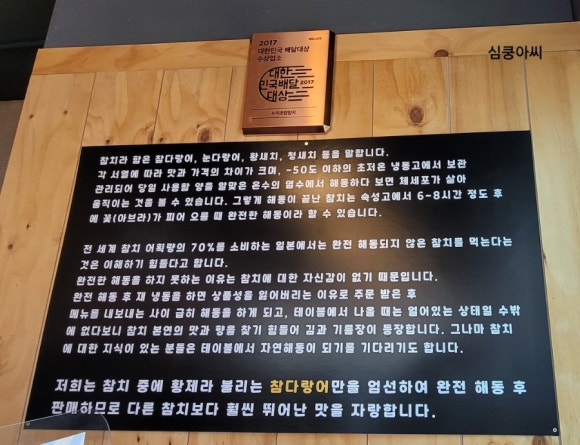 심쿵아씨
2017
대한민국 배달대상
수상업소
대한
민국배달
2017
대상
참치라 함은 참다랑어, 눈다랑어, 황새치, 청새치 등을 말합니다.
각 서열에 따라 맛과 가격의 차이가 크며, -50도 이하의 초저온 냉동고에서 보관
관리되어 당일 사용할 양을 알맞은 온수의 염수에서 해동하다 보면 체세포가 살아
움직이는 것을 볼 수 있습니다. 그렇게 해동이 끝난 참치는 숙성고에서 6~8시간 정도 후
에 꽃(아브라)가 피어 오를 때 완전한 해동이라 할 수 있습니다.
전 세계 참치 어획량의 70%를 소비하는 일본에서는 완전 해동되지 않은 참치를 먹는다는
것은 이해하기 힘들다고 합니다.
완전한 해동을 하지 못하는 이유는 참치에 대한 자신감이 없기 때문입니다.
완전 해동 후 재 냉동을 하면 상품성을 잃어버리는 이유로 주문 받은 후
메뉴를 내보내는 사이 급히 해동을 하게 되고, 테이블에서 나올 때는 얼어있는 상태일 수밖
에 없다보니 참치 본연의 맛과 향을 찾기 힘들어 김과 기름장이 등장합니다. 그나마 참치
에 대한 지식이 있는 분들은 테이블에서 자연해동이 되기를 기다리기도 합니다.
저희는 참치 중에 황제라 불리는 참다랑어만을 엄선하여 완전 해동 후
판매하므로 다른 참치보다 훨씬 뛰어난 맛을 자랑합니다.